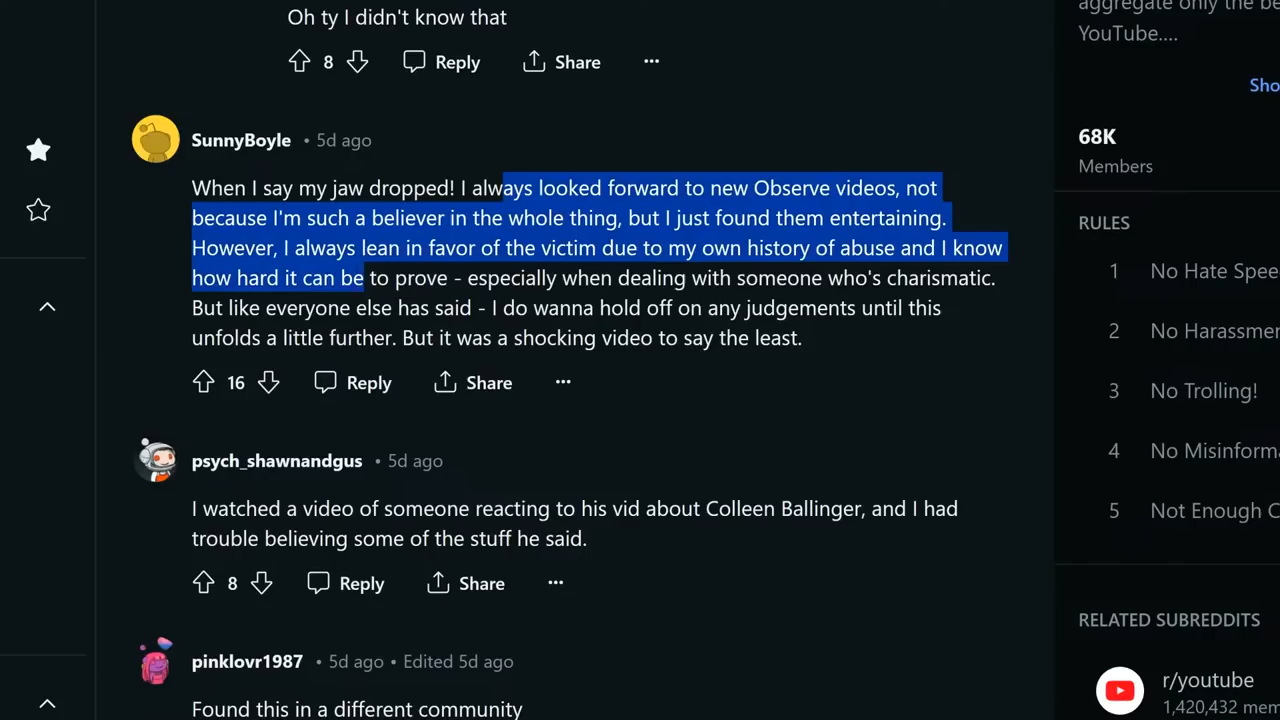 Oh ty I didn't know that
8
Reply
Share
SunnyBoyle • 5d ago
When I say my jaw dropped! I always looked forward to new Observe videos, not
because I'm such a believer in the whole thing, but I just found them entertaining.
However, I always lean in favor of the victim due to my own history of abuse and I know
how hard it can be to prove - especially when dealing with someone who's charismatic.
But like everyone else has said - I do wanna hold off on any judgements until this
unfolds a little further. But it was a shocking video to say the least.
16
Reply
Share
psych_shawnandgus • 5d ago
I watched a video of someone reacting to his vid about Colleen Ballinger, and I had
trouble believing some of the stuff he said.
8
Reply
Share
pinklovr1987 • 5d ago • Edited 5d ago
Found this in a different community
aggregate only the be
YouTube....
Sho
68K
Members
RULES
1 No Hate Spee
2 No Harassmer
3 No Trolling!
4 No Misinforma
5 Not Enough C
RELATED SUBREDDITS
r/youtube
1,420,432 mem